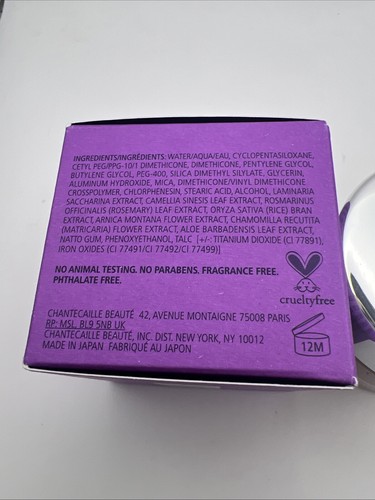 INGREDIENTS/INGRÉDIENTS: WATER/AQUA/EAU, CYCLOPENTASILOXANE,
CETYL PEG/PPG-10/1 DIMETHICONE, DIMETHICONE, PENTYLENE GLYCOL,
BUTYLENE GLYCOL, PEG-400, SILICA DIMETHYL SILYLATE, GLYCERIN,
ALUMINUM HYDROXIDE, MICA, DIMETHICONE/VINYL DIMETHICONE
CROSSPOLYMER, CHLORPHENESIN, STEARIC ACID, ALCOHOL, LAMINARIA
SACCHARINA EXTRACT, CAMELLIA SINESIS LEAF EXTRACT, ROSMARINUS
OFFICINALIS (ROSEMARY) LEAF EXTRACT, ORYZA SATIVA (RICE) BRAN
EXTRACT,ARNICA MONTANA FLOWER EXTRACT, CHAMOMILLA RECUTITA
(MATRICARIA) FLOWER EXTRACT, ALOE BARBADENSIS LEAF EXTRACT,
NATTO GUM, PHENOXYETHANOL, TALC [+/-: TITANIUM DIOXIDE (CI 77891),
IRON OXIDES (CI 77491/CI 77492/CI 77499)]
NO ANIMAL TESTING. NO PARABENS. FRAGRANCE FREE.
PHTHALATE FREE.
crueltyfree
CHANTECAILLE BEAUTÉ 42, AVENUE MONTAIGNE 75008 PARIS
RP: MSL, BL9 5NB UK
CHANTECAILLE BEAUTÉ, INC. DIST. NEW YORK, NY 10012
MADE IN JAPAN FABRIQUÉ AU JAPON
12M